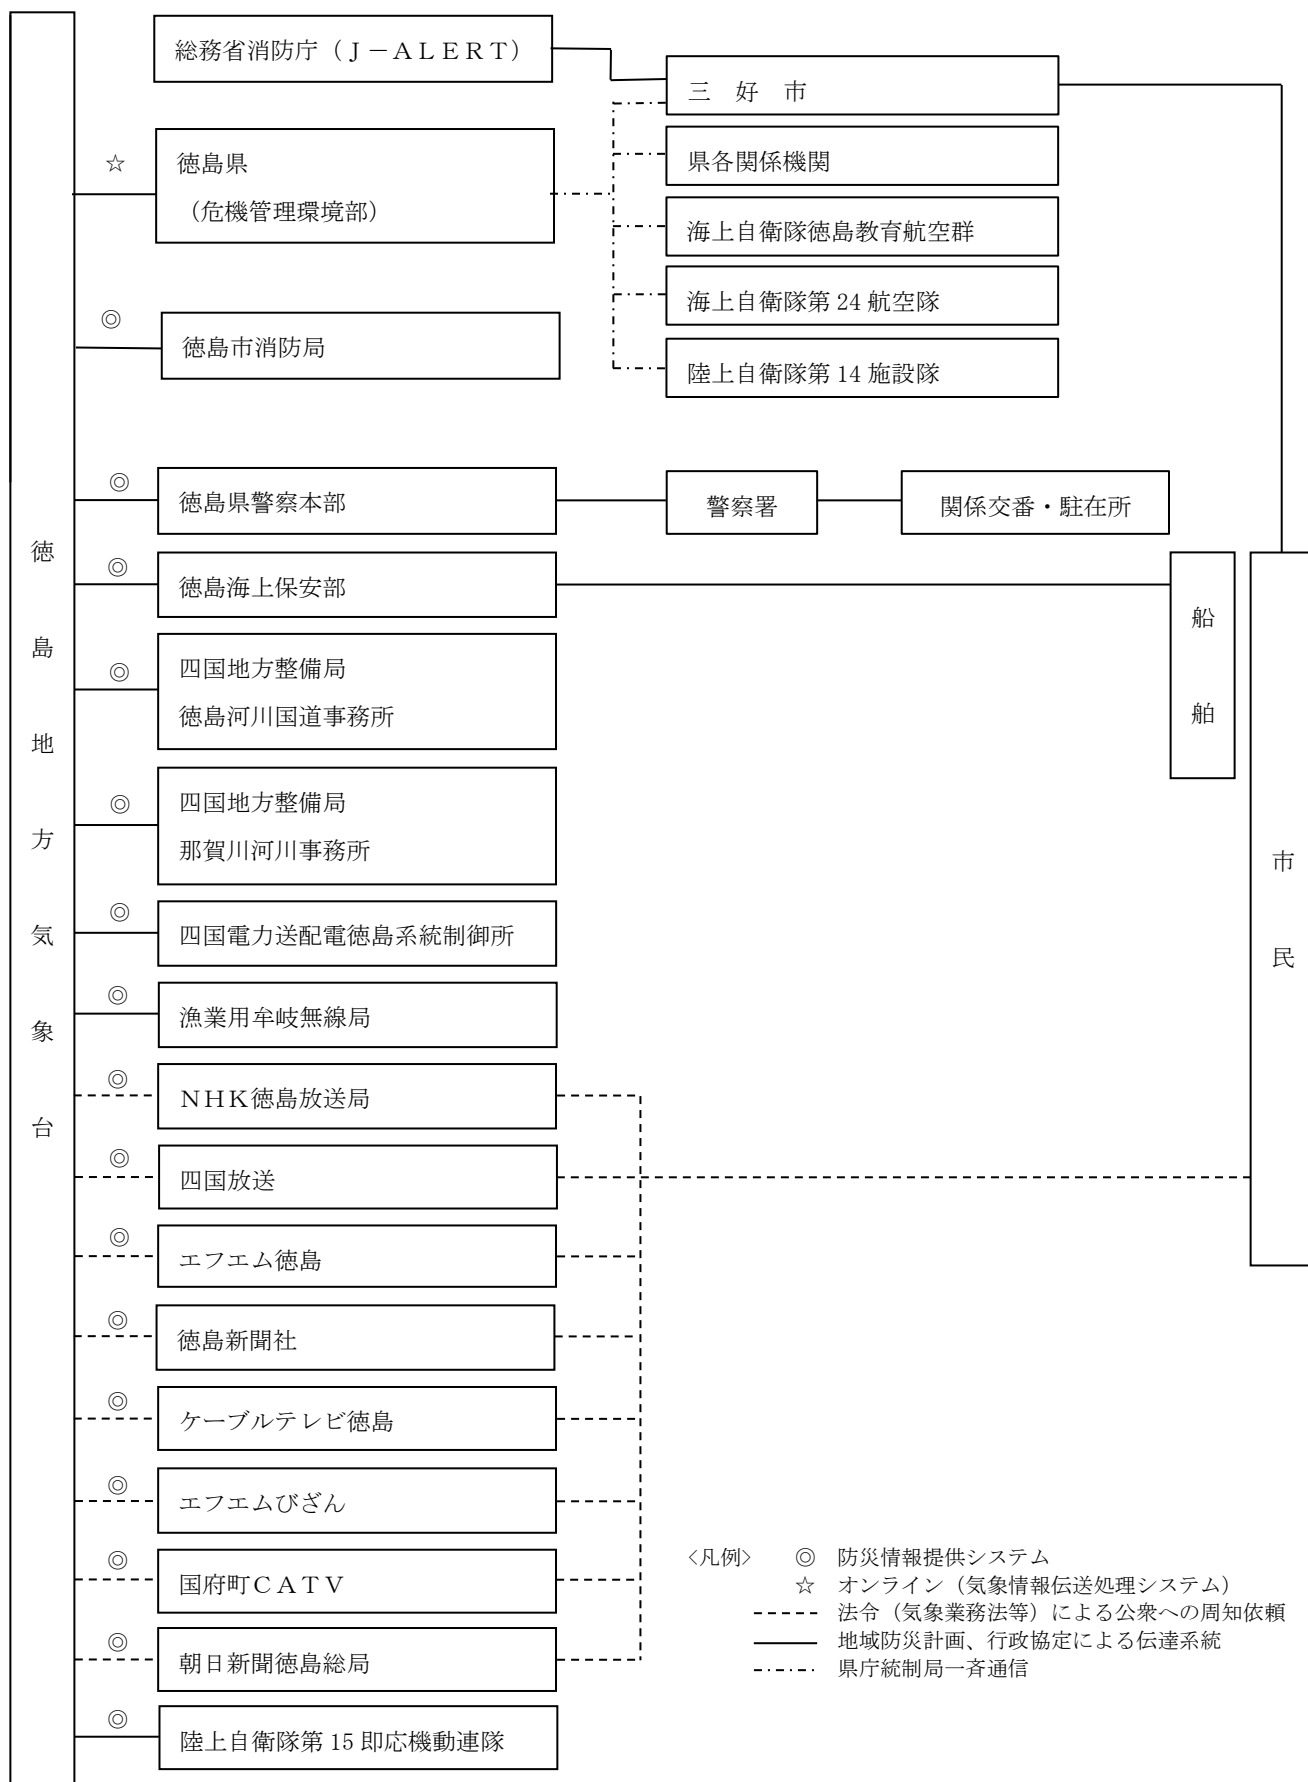 徳島地方気象台
総務省消防庁（Ｊ－ＡＬＥＲＴ）
三　好　市
☆
徳島県
（危機管理環境部）
県各関係機関
海上自衛隊徳島教育航空群
海上自衛隊第 24 航空隊
陸上自衛隊第 14 施設隊
◎
徳島市消防局
◎
徳島県警察本部
警察署
関係交番・駐在所
◎
徳島海上保安部
船舶
市民
◎
四国地方整備局
徳島河川国道事務所
◎
四国地方整備局
那賀川河川事務所
◎
四国電力送配電徳島系統制御所
◎
漁業用牟岐無線局
◎
ＮＨＫ徳島放送局
◎
四国放送
◎
エフエム徳島
◎
徳島新聞社
◎
ケーブルテレビ徳島
◎
エフエムびざん
◎
国府町ＣＡＴＶ
◎
朝日新聞徳島総局
◎
陸上自衛隊第 15 即応機動連隊
<凡例>　◎　防災情報提供システム
☆　オンライン（気象情報伝送処理システム）
法令（気象業務法等）による公衆への周知依頼
地域防災計画、行政協定による伝達系統
県庁統制局一斉通信